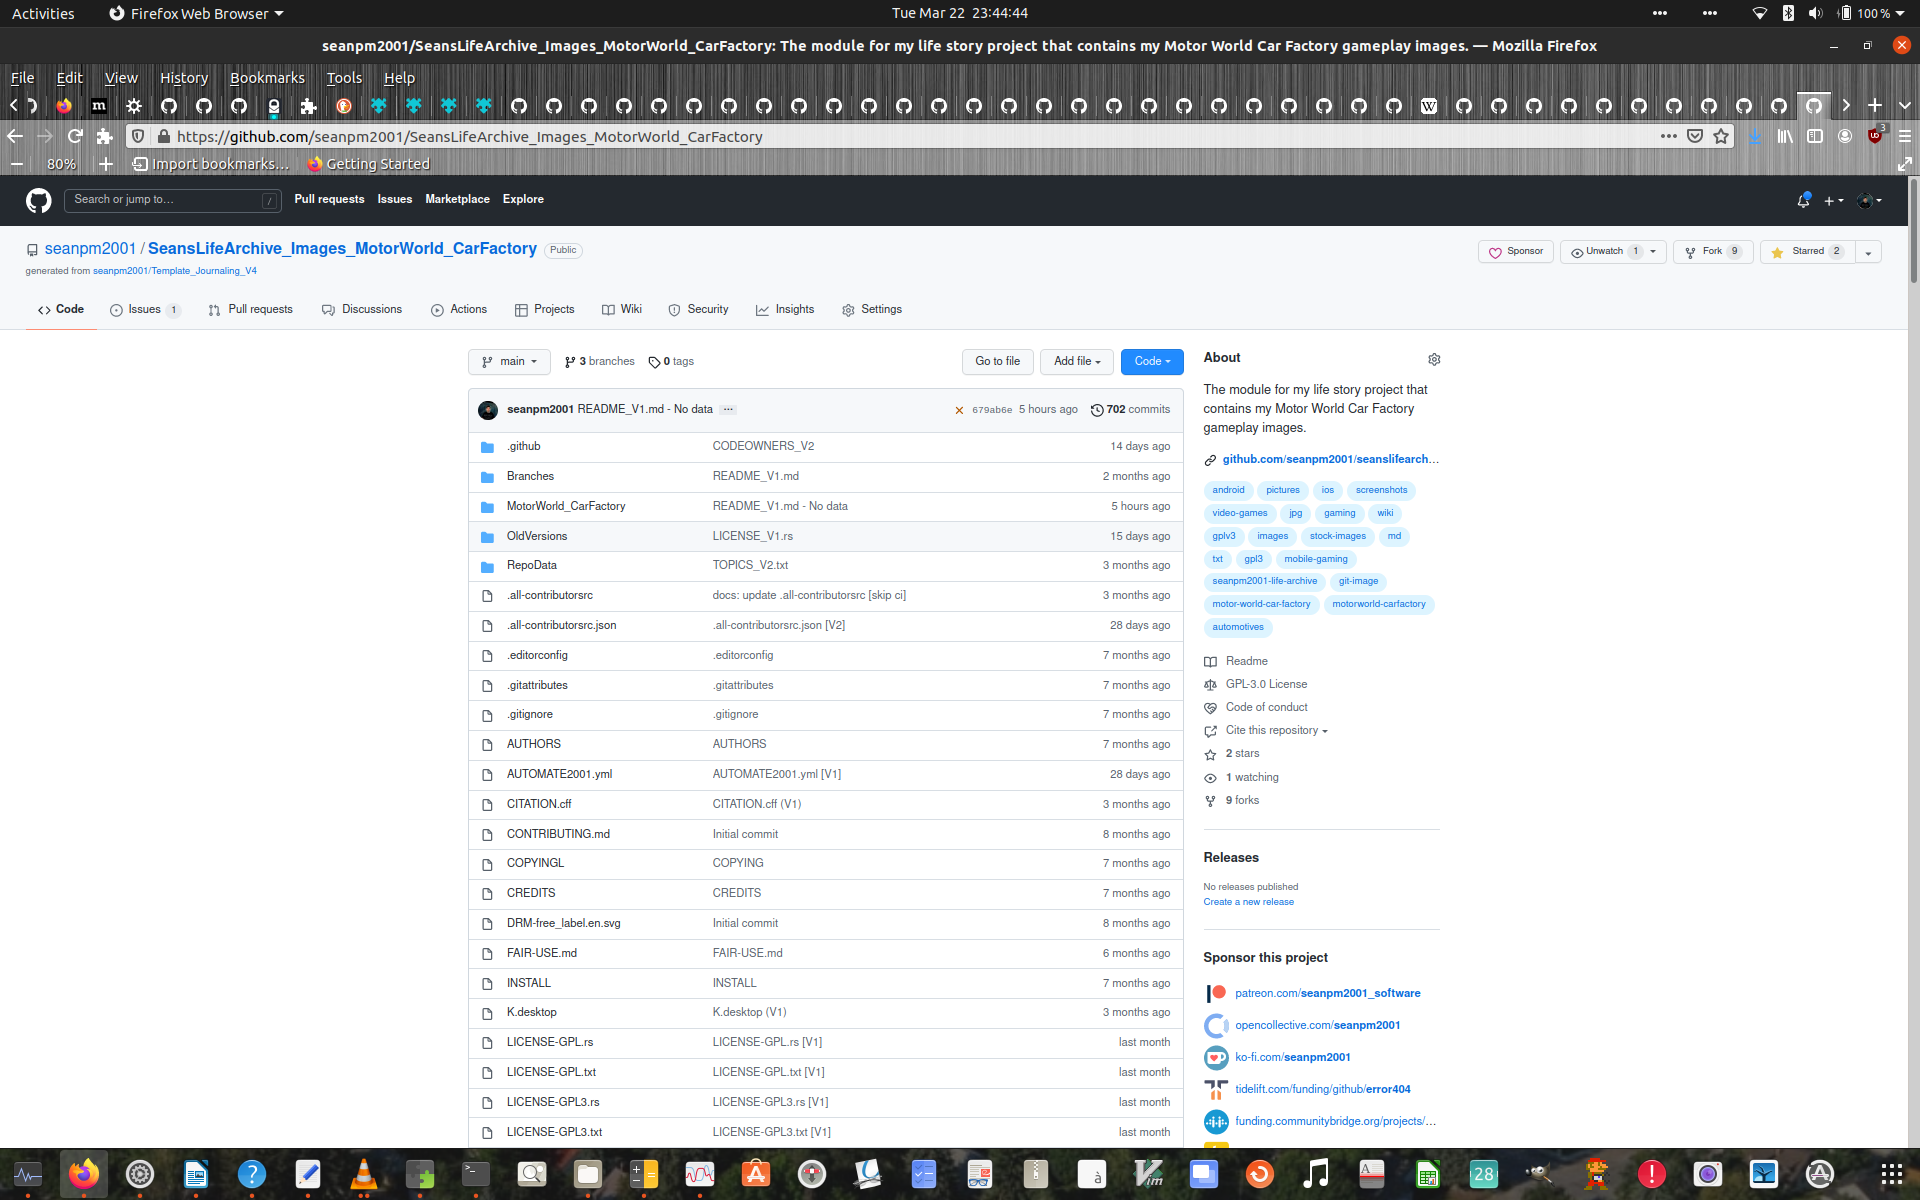 Activities Firefox Web Browser Tue Mar 22 23:44:44 100 %
seanpm2001/SeansLifeArchive_Images_MotorWorld_CarFactory: The module for my life story project that contains my Motor World Car Factory gameplay images. — Mozilla Firefox
File Edit View History Bookmarks Tools Help
https://github.com/seanpm2001/SeansLifeArchive_Images_MotorWorld_CarFactory 3
80% Import bookmarks… Getting Started
Search or jump to… / Pull requests Issues Marketplace Explore
seanpm2001 / SeansLifeArchive_Images_MotorWorld_CarFactory Public Sponsor Unwatch 1 Fork 9 Starred 2
generated from seanpm2001/Template_Journaling_V4
Code Issues 1 Pull requests Discussions Actions Projects Wiki Security Insights Settings
main 3 branches 0 tags Go to file Add file Code
seanpm2001 README_V1.md - No data ... 679ab6e 5 hours ago 702 commits
.github CODEOWNERS_V2 14 days ago
Branches README_V1.md 2 months ago
MotorWorld_CarFactory README_V1.md - No data 5 hours ago
OldVersions LICENSE_V1.rs 15 days ago
RepoData TOPICS_V2.txt 3 months ago
.all-contributorsrc docs: update .all-contributorsrc [skip ci] 3 months ago
.all-contributorsrc.json .all-contributorsrc.json [V2] 28 days ago
.editorconfig .editorconfig 7 months ago
.gitattributes .gitattributes 7 months ago
.gitignore .gitignore 7 months ago
AUTHORS AUTHORS 7 months ago
AUTOMATE2001.yml AUTOMATE2001.yml [V1] 28 days ago
CITATION.cff CITATION.cff (V1) 3 months ago
CONTRIBUTING.md Initial commit 8 months ago
COPYINGL COPYING 7 months ago
CREDITS CREDITS 7 months ago
DRM-free_label.en.svg Initial commit 8 months ago
FAIR-USE.md FAIR-USE.md 6 months ago
INSTALL INSTALL 7 months ago
K.desktop K.desktop (V1) 3 months ago
LICENSE-GPL.rs LICENSE-GPL.rs [V1] last month
LICENSE-GPL.txt LICENSE-GPL.txt [V1] last month
LICENSE-GPL3.rs LICENSE-GPL3.rs [V1] last month
LICENSE-GPL3.txt LICENSE-GPL3.txt [V1] last month
About
The module for my life story project that
contains my Motor World Car Factory
gameplay images.
github.com/seanpm2001/seanslifearch…
android pictures ios screenshots
video-games jpg gaming wiki
gplv3 images stock-images md
txt gpl3 mobile-gaming
seanpm2001-life-archive git-image
motor-world-car-factory motorworld-carfactory
automotives
Readme
GPL-3.0 License
Code of conduct
Cite this repository
2 stars
1 watching
9 forks
Releases
No releases published
Create a new release
Sponsor this project
patreon.com/seanpm2001_software
opencollective.com/seanpm2001
ko-fi.com/seanpm2001
tidelift.com/funding/github/error404
funding.communitybridge.org/projects/…
28